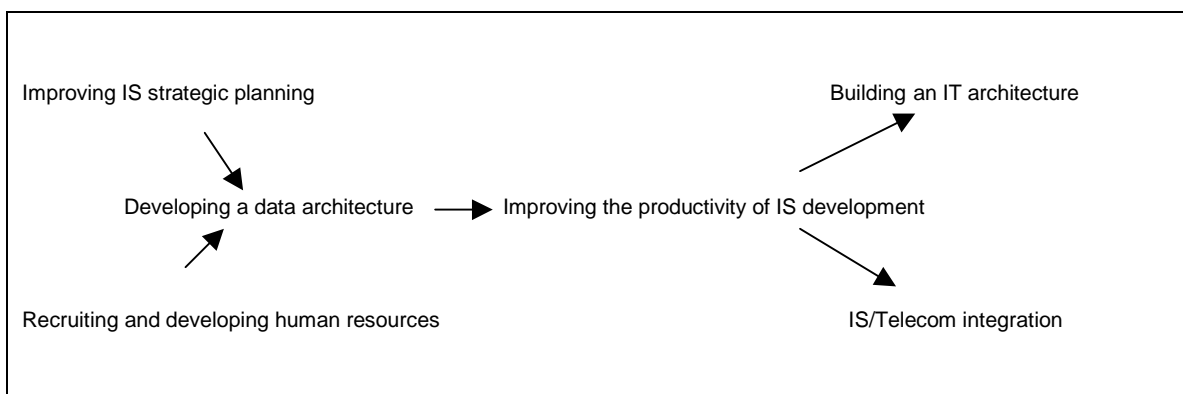 Improving IS strategic planning
Building an IT architecture
Developing a data architecture
Improving the productivity of IS development
Recruiting and developing human resources
IS/Telecom integration